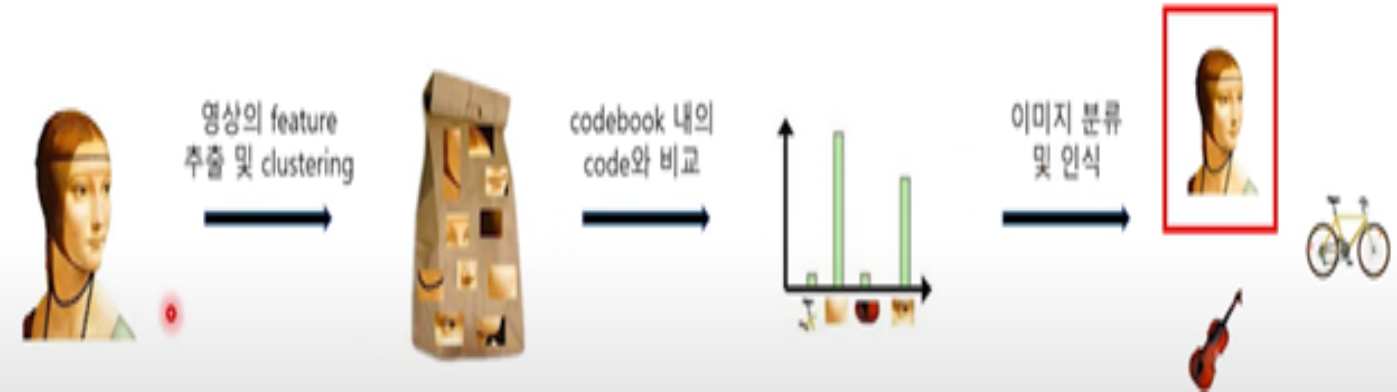 영상의 feature
추출 및 clustering
codebook 내의
code와 비교
이미지 분류
및 인식